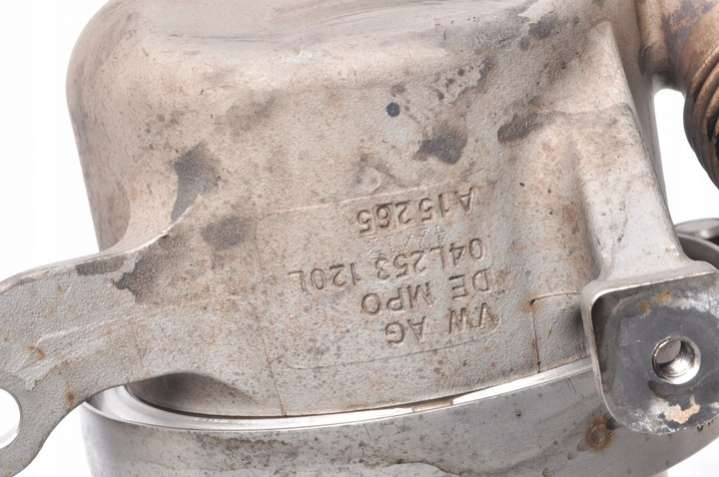 VW AG
DE MPO
04L253 120L
A15265